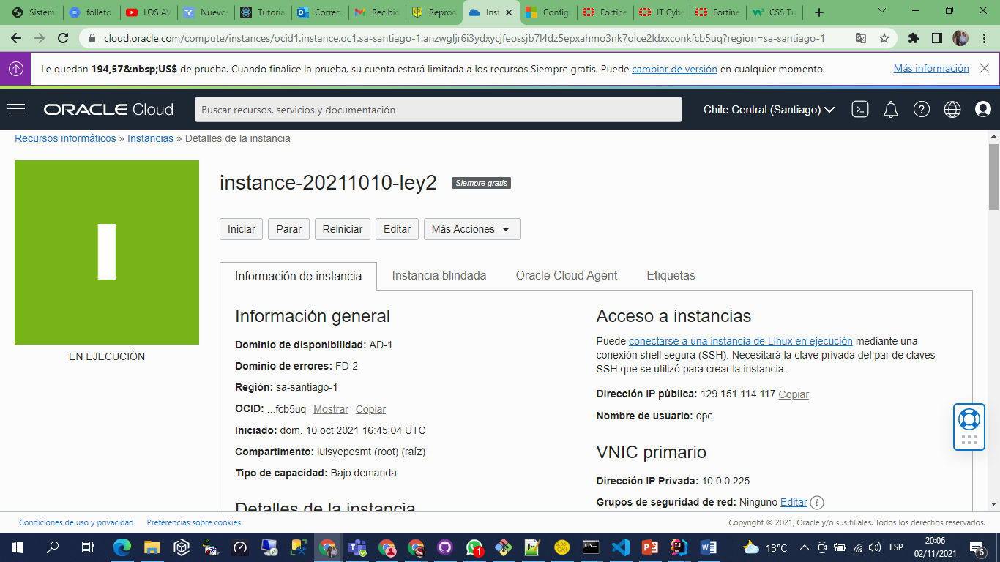 Sistema
folleto
LOS AV
Nuevos
Tutoria
Correo
Recibid
Reprod
Inst
Config
Fortine
IT Cybe
Fortine
CSS Tu
cloud.oracle.com/compute/instances/ocid1.instance.oc1.sa-santiago-1.anzwgljr6i3ydxycjfeossjb7l4dz5epxahmo3nk7oice2ldxxconkfcb5uq?region=sa-santiago-1
Le quedan 194,57&nbsp;US$ de prueba. Cuando finalice la prueba, su cuenta estará limitada a los recursos Siempre gratis. Puede cambiar de versión en cualquier momento.
Más información
ORACLE Cloud
Buscar recursos, servicios y documentación
Chile Central (Santiago)
Recursos informáticos » Instancias » Detalles de la instancia
I
EN EJECUCIÓN
instance-20211010-ley2
Siempre gratis
Iniciar
Parar
Reiniciar
Editar
Más Acciones
Información de instancia
Instancia blindada
Oracle Cloud Agent
Etiquetas
Información general
Dominio de disponibilidad: AD-1
Dominio de errores: FD-2
Región: sa-santiago-1
OCID: ...fcb5uq Mostrar Copiar
Iniciado: dom, 10 oct 2021 16:45:04 UTC
Compartimento: luisyepesmt (root) (raíz)
Tipo de capacidad: Bajo demanda
Detalles de la instancia
Acceso a instancias
Puede conectarse a una instancia de Linux en ejecución mediante una
conexión shell segura (SSH). Necesitará la clave privada del par de claves
SSH que se utilizó para crear la instancia.
Dirección IP pública: 129.151.114.117 Copiar
Nombre de usuario: opc
VNIC primario
Dirección IP Privada: 10.0.0.225
Grupos de seguridad de red: Ninguno Editar
Condiciones de uso y privacidad
Preferencias sobre cookies
Copyright © 2021, Oracle y/o sus filiales. Todos los derechos reservados.
13°C
ESP
20:06
02/11/2021
6